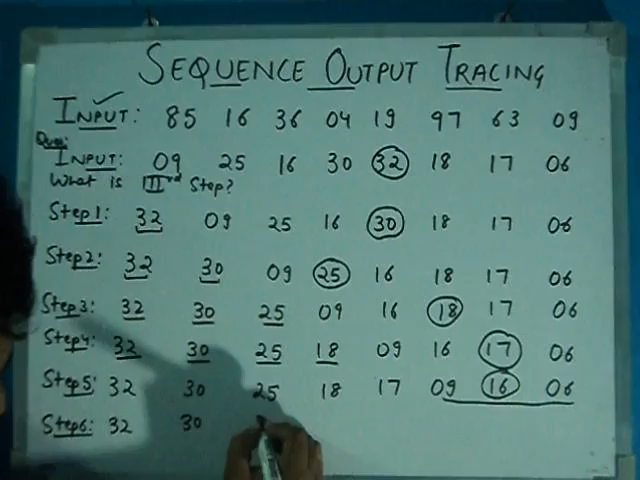 SEQUENCE OUTPUT TRACING
INPUT: 85 16 36 04 19 97 63 09
Ques:
INPUT: 09 25 16 30 32 18 17 06
What is IIIrd Step?
Step1: 32 09 25 16 30 18 17 06
Step2: 32 30 09 25 16 18 17 06
Step3: 32 30 25 09 16 18 17 06
Step4: 32 30 25 18 09 16 17 06
Step5: 32 30 25 18 17 09 16 06
Step6: 32 30